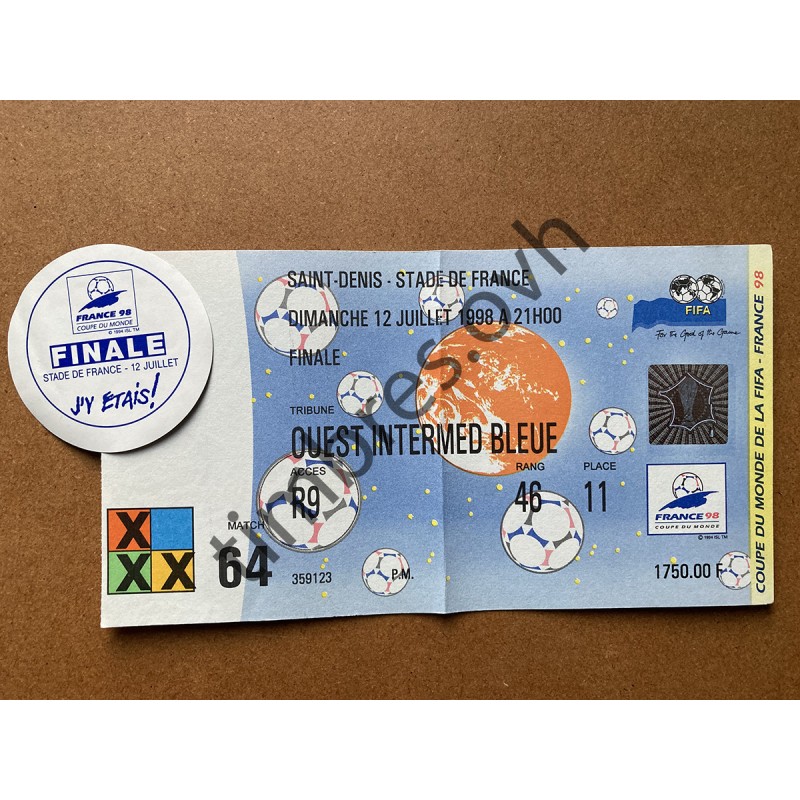 FRANCE 98
COUPE DU MONDE
© 1994 ISL TM
FINALE
STADE DE FRANCE - 12 JUILLET
J'Y ÉTAIS!
SAINT-DENIS - STADE DE FRANCE
DIMANCHE 12 JUILLET 1998 A 21H00
FINALE
TRIBUNE
OUEST INTERMED BLEUE
ACCES RANG PLACE
R9 46 11
MATCH
64
359123 P.M.
X
X X
FIFA
For the Good of the Game
FRANCE 98
COUPE DU MONDE
© 1994 ISL TM
1750.00 F
COUPE DU MONDE DE LA FIFA - FRANCE 98
timbres.ovh